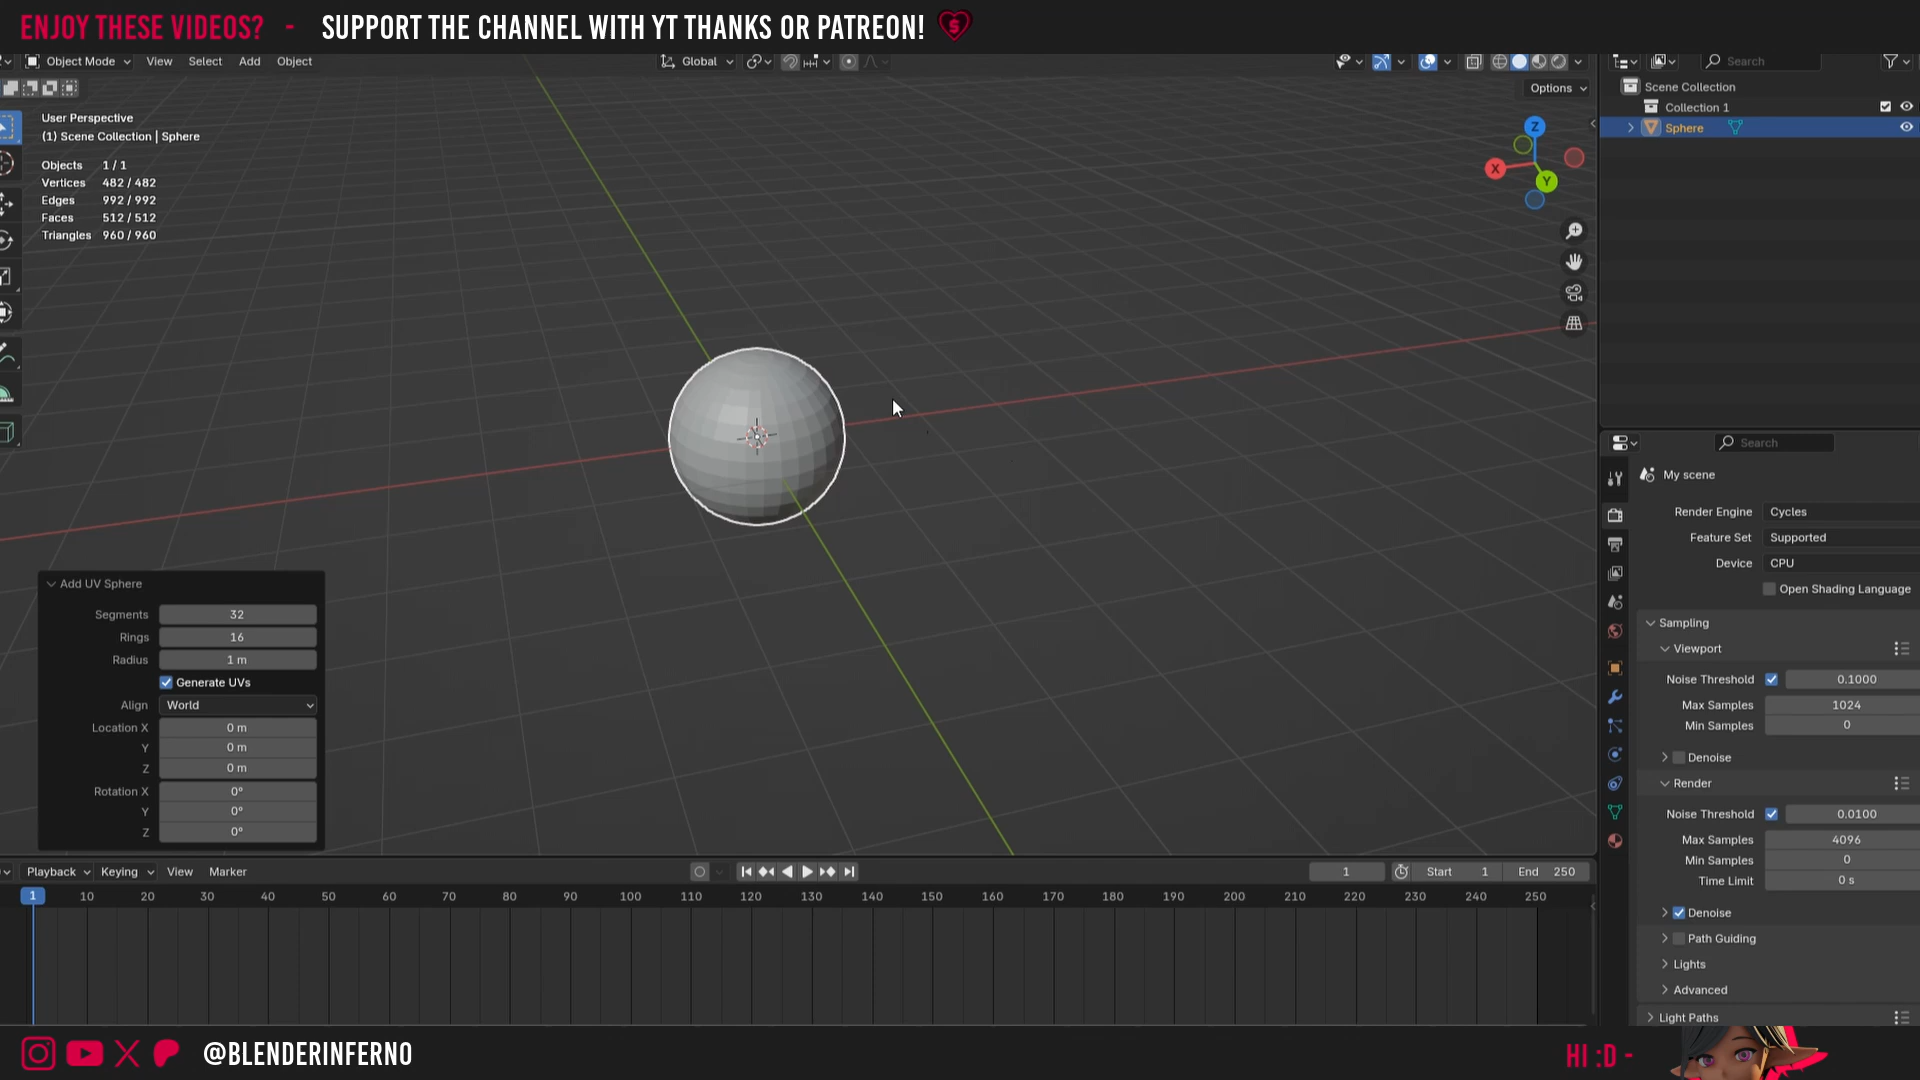 ENJOY THESE VIDEOS? - SUPPORT THE CHANNEL WITH YT THANKS OR PATREON!
Object Mode View Select Add Object Global
Search
Options
User Perspective
(1) Scene Collection | Sphere
Objects 1 / 1
Vertices 482 / 482
Edges 992 / 992
Faces 512 / 512
Triangles 960 / 960
Z
X
Y
Scene Collection
Collection 1
Sphere
Search
My scene
Render Engine Cycles
Feature Set Supported
Device CPU
Open Shading Language
Sampling
Viewport
Noise Threshold 0.1000
Max Samples 1024
Min Samples 0
Denoise
Render
Noise Threshold 0.0100
Max Samples 4096
Min Samples 0
Time Limit 0 s
Denoise
Path Guiding
Lights
Advanced
Light Paths
Add UV Sphere
Segments 32
Rings 16
Radius 1 m
Generate UVs
Align World
Location X 0 m
Y 0 m
Z 0 m
Rotation X 0°
Y 0°
Z 0°
Playback Keying View Marker 1 Start 1 End 250
1 10 20 30 40 50 60 70 80 90 100 110 120 130 140 150 160 170 180 190 200 210 220 230 240 250
@BLENDERINFERNO
HI :D -